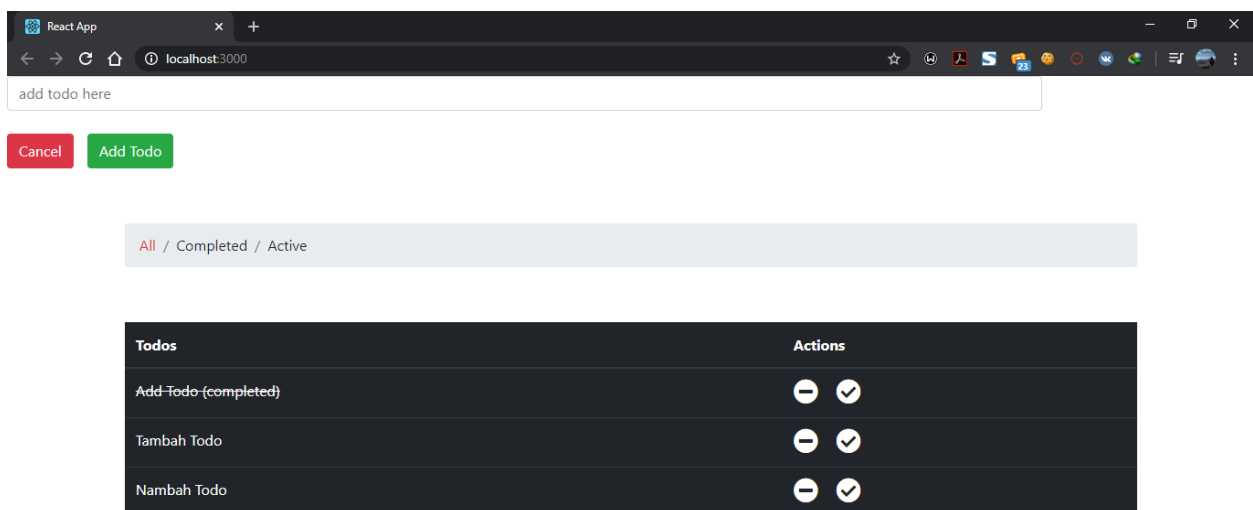 React App
localhost:3000
23
add todo here
Cancel Add Todo
All / Completed / Active
Todos Actions
Add Todo (completed)
Tambah Todo
Nambah Todo